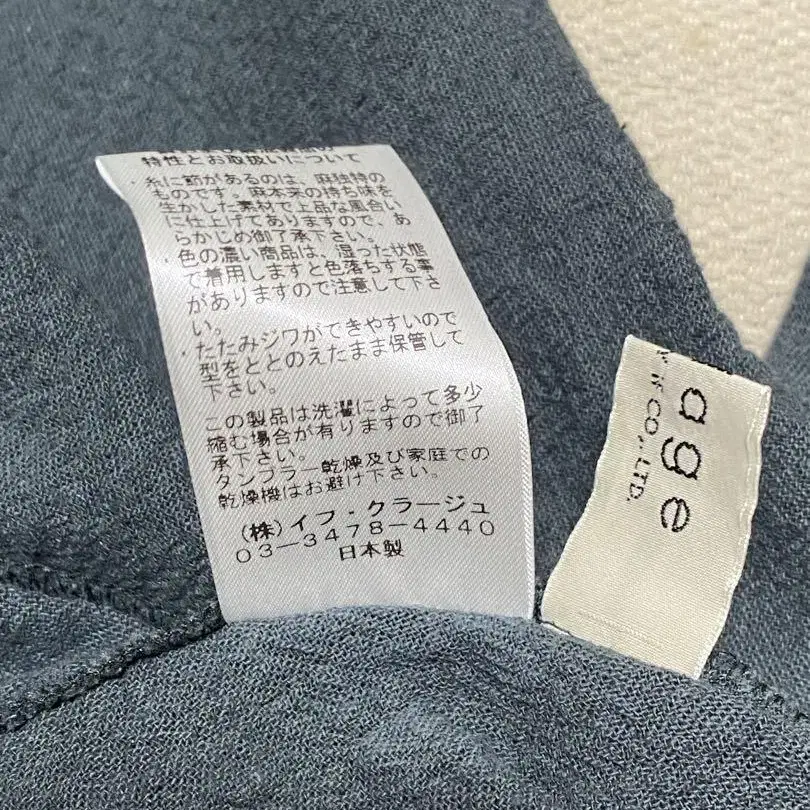 特性とお取扱いについて
・糸に節があるのは、麻独特の
ものです。麻本来の持ち味を
生かした素材で上品な風合い
に仕上げてありますので、あ
らかじめ御了承下さい。
・色の濃い商品は、湿った状態
で着用しますと色落ちする事
がありますので注意して下さ
い。
・たたみジワができやすいので
型をととのえたまま保管して
下さい。
この製品は洗濯によって多少
縮む場合が有りますので御了
承下さい。
タンブラー乾燥及び家庭での
乾燥機はお避け下さい。
(株)イフ・クラージュ
03-3478-4440
日本製
age
IF CO., LTD.